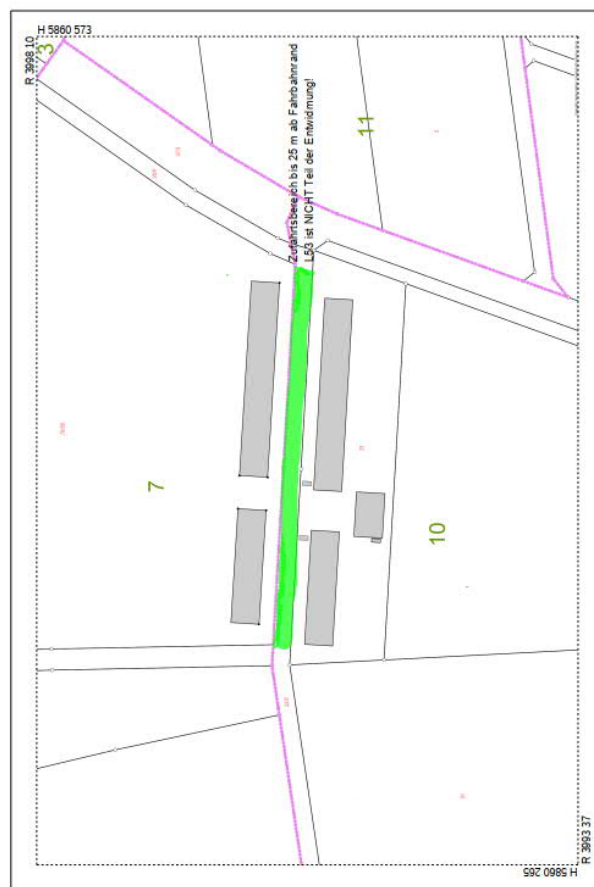 H 5860 573
R 3998 10
3
11
Zufahrtsbereich bis 25 m ab Fahrbahnrand
L53 ist NICHT Teil der Entwidmung!
7
10
R 3993 37
H 5860 265